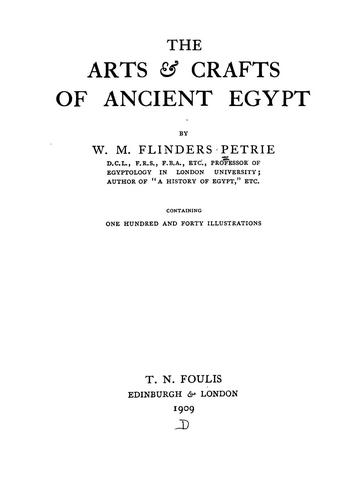 THE
ARTS & CRAFTS
OF ANCIENT EGYPT
BY
W. M. FLINDERS PETRIE
D.C.L., F.R.S., F.B.A., ETC., PROFESSOR OF
EGYPTOLOGY IN LONDON UNIVERSITY;
AUTHOR OF "A HISTORY OF EGYPT," ETC.
CONTAINING
ONE HUNDRED AND FORTY ILLUSTRATIONS
T. N. FOULIS
EDINBURGH & LONDON
1909
D